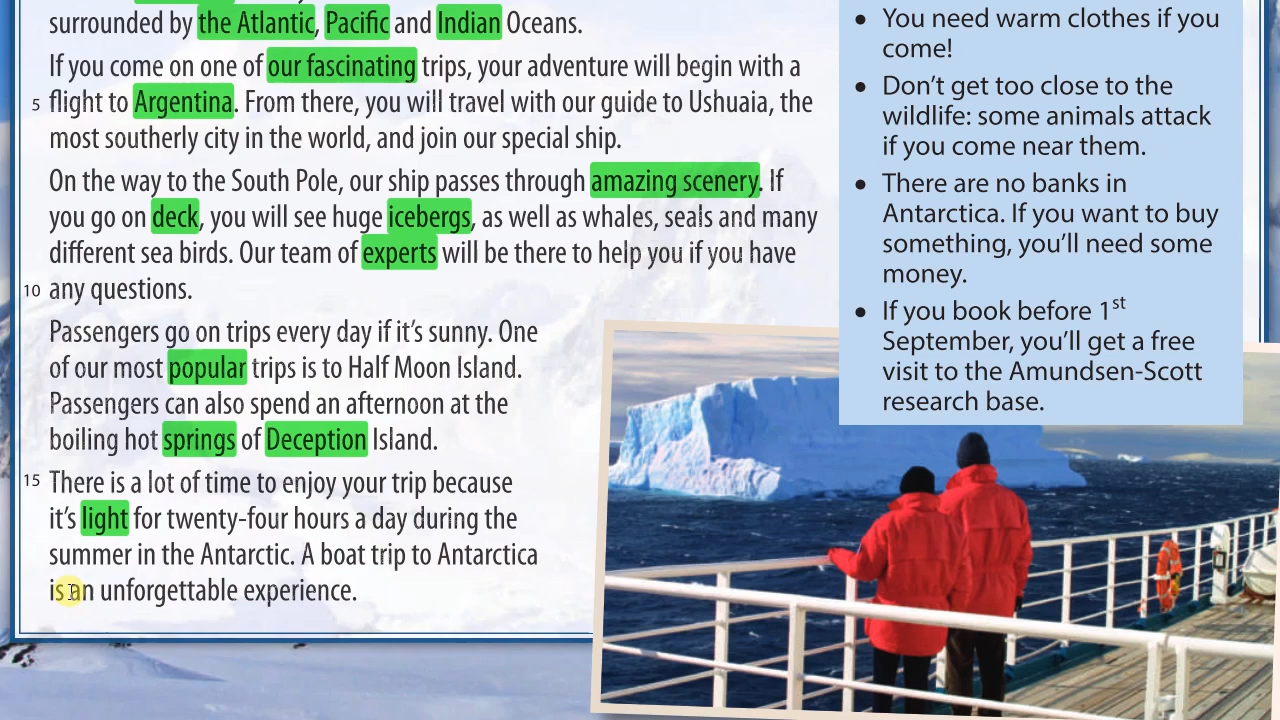 surrounded by the Atlantic, Pacific and Indian Oceans.
If you come on one of our fascinating trips, your adventure will begin with a
5 flight to Argentina. From there, you will travel with our guide to Ushuaia, the
most southerly city in the world, and join our special ship.
On the way to the South Pole, our ship passes through amazing scenery. If
you go on deck, you will see huge icebergs, as well as whales, seals and many
different sea birds. Our team of experts will be there to help you if you have
10 any questions.
Passengers go on trips every day if it's sunny. One
of our most popular trips is to Half Moon Island.
Passengers can also spend an afternoon at the
boiling hot springs of Deception Island.
15 There is a lot of time to enjoy your trip because
it's light for twenty-four hours a day during the
summer in the Antarctic. A boat trip to Antarctica
is an unforgettable experience.
• You need warm clothes if you
come!
• Don't get too close to the
wildlife: some animals attack
if you come near them.
• There are no banks in
Antarctica. If you want to buy
something, you'll need some
money.
• If you book before 1st
September, you'll get a free
visit to the Amundsen-Scott
research base.